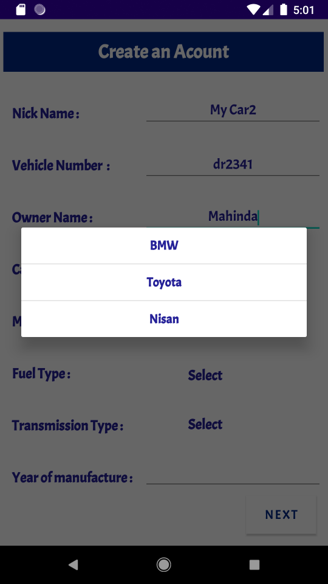 5:01
Create an Acount
Nick Name : My Car2
Vehicle Number : dr2341
Owner Name : Mahinda
BMW
Toyota
Nisan
Fuel Type : Select
Transmission Type : Select
Year of manufacture :
NEXT